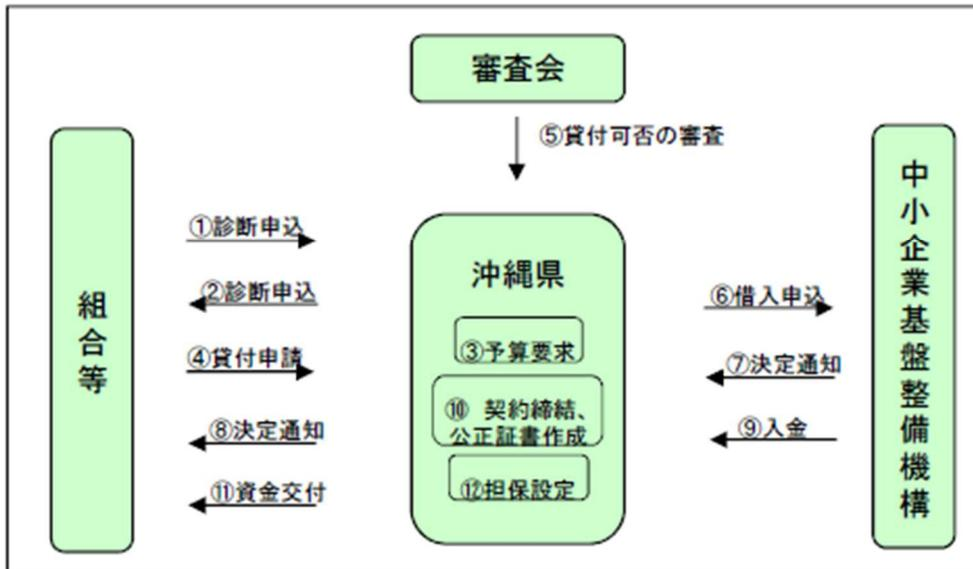 審査会
⑤貸付可否の審査
組合等
①診断申込
②診断申込
④貸付申請
⑧決定通知
⑪資金交付
沖縄県
③予算要求
⑩ 契約締結、
公正証書作成
⑫担保設定
⑥借入申込
⑦決定通知
⑨入金
中小企業基盤整備機構